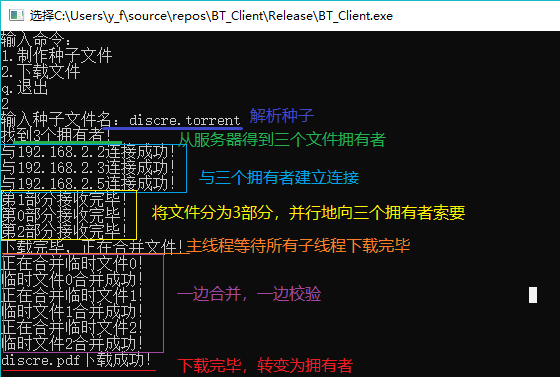 选择C:\Users\y_f\source\repos\BT_Client\Release\BT_Client.exe
输入命令：
1.制作种子文件
2.下载文件
q.退出
2
输入种子文件名：discre.torrent 解析种子
找到3个拥有者！ 从服务器得到三个文件拥有者
与192.168.2.2连接成功！
与192.168.2.3连接成功！ 与三个拥有者建立连接
与192.168.2.5连接成功！
第1部分接收完毕！
第0部分接收完毕！ 将文件分为3部分，并行地向三个拥有者索要
第2部分接收完毕！
下载完毕，正在合并文件！ 主线程等待所有子线程下载完毕
正在合并临时文件0！
临时文件0合并成功！
正在合并临时文件1！ 一边合并，一边校验
临时文件1合并成功！
正在合并临时文件2！
临时文件2合并成功！
discre.pdf下载成功！ 下载完毕，转变为拥有者